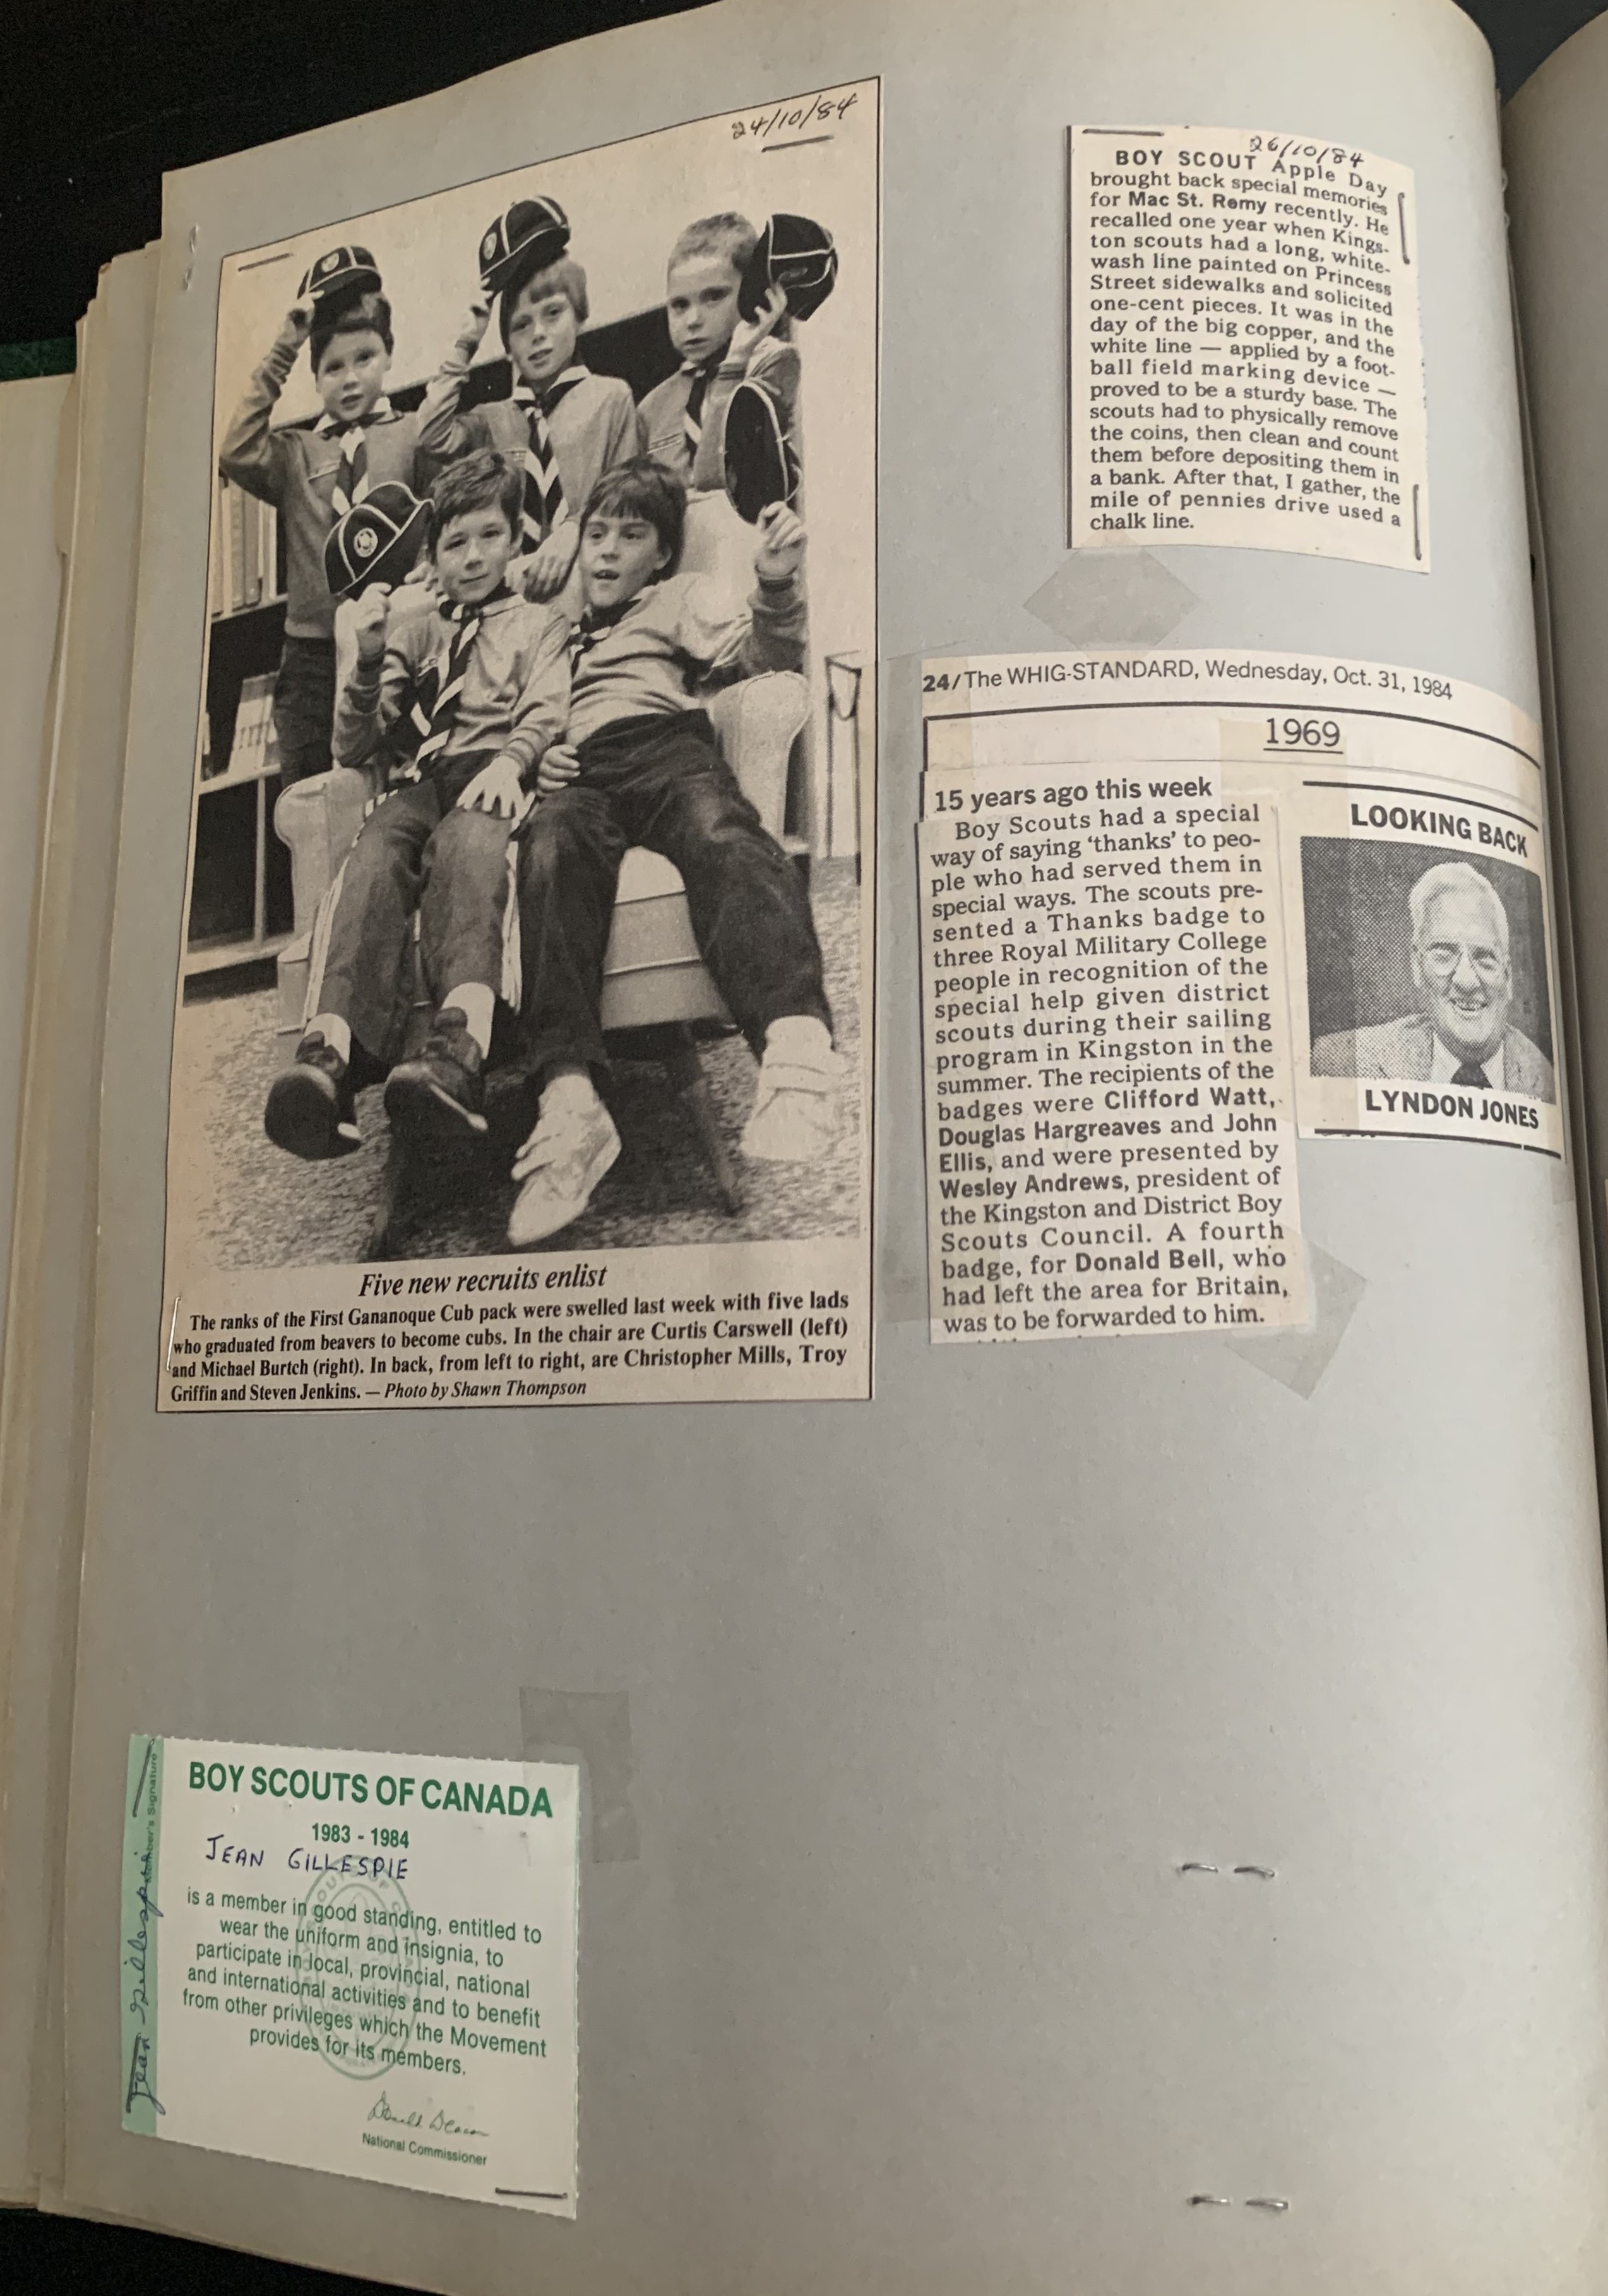 24/10/84
Five new recruits enlist
The ranks of the First Gananoque Cub pack were swelled last week with five lads
who graduated from beavers to become cubs. In the chair are Curtis Carswell (left)
and Michael Burtch (right). In back, from left to right, are Christopher Mills, Troy
Griffin and Steven Jenkins. — Photo by Shawn Thompson
26/10/84
BOY SCOUT Apple Day
brought back special memories
for Mac St. Remy recently. He
recalled one year when Kings-
ton scouts had a long, white-
wash line painted on Princess
Street sidewalks and solicited
one-cent pieces. It was in the
day of the big copper, and the
white line — applied by a foot-
ball field marking device —
proved to be a sturdy base. The
scouts had to physically remove
the coins, then clean and count
them before depositing them in
a bank. After that, I gather, the
mile of pennies drive used a
chalk line.
24/The WHIG-STANDARD, Wednesday, Oct. 31, 1984
1969
15 years ago this week
Boy Scouts had a special
way of saying ‘thanks’ to peo-
ple who had served them in
special ways. The scouts pre-
sented a Thanks badge to
three Royal Military College
people in recognition of the
special help given district
scouts during their sailing
program in Kingston in the
summer. The recipients of the
badges were Clifford Watt,
Douglas Hargreaves and John
Ellis, and were presented by
Wesley Andrews, president of
the Kingston and District Boy
Scouts Council. A fourth
badge, for Donald Bell, who
had left the area for Britain,
was to be forwarded to him.
LOOKING BACK
LYNDON JONES
Member's Signature
Jean Gillespie
BOY SCOUTS OF CANADA
1983 - 1984
JEAN GILLESPIE
is a member in good standing, entitled to
wear the uniform and insignia, to
participate in local, provincial, national
and international activities and to benefit
from other privileges which the Movement
provides for its members.
National Commissioner